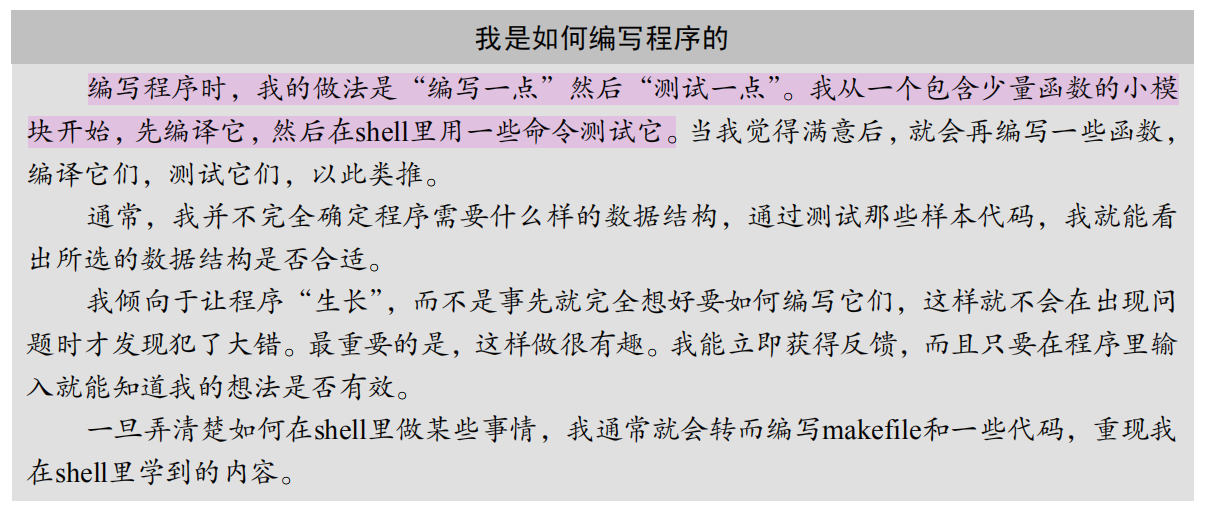 我是如何编写程序的
编写程序时，我的做法是“编写一点”然后“测试一点”。我从一个包含少量函数的小模
块开始，先编译它，然后在shell里用一些命令测试它。当我觉得满意后，就会再编写一些函数，
编译它们，测试它们，以此类推。
通常，我并不完全确定程序需要什么样的数据结构，通过测试那些样本代码，我就能看
出所选的数据结构是否合适。
我倾向于让程序“生长”，而不是事先就完全想好要如何编写它们，这样就不会在出现问
题时才发现犯了大错。最重要的是，这样做很有趣。我能立即获得反馈，而且只要在程序里输
入就能知道我的想法是否有效。
一旦弄清楚如何在shell里做某些事情，我通常就会转而编写makefile和一些代码，重现我
在shell里学到的内容。